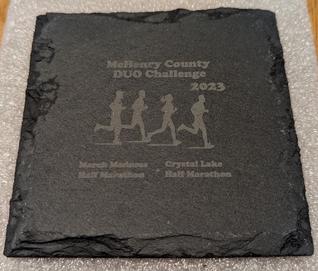 McHenry County
DUO Challenge
2023
March Madness Crystal Lake
Half Marathon Half Marathon